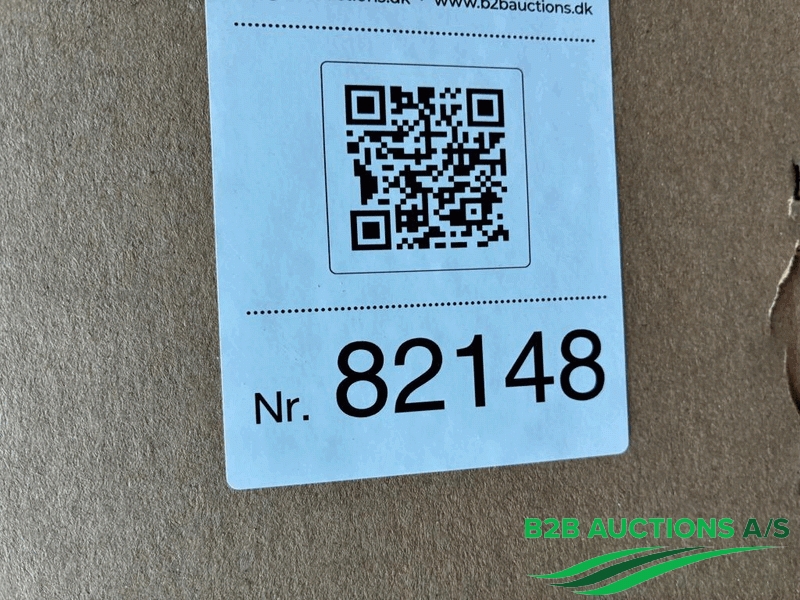 www.b2bauctions.dk
Nr. 82148
B2B AUCTIONS A/S